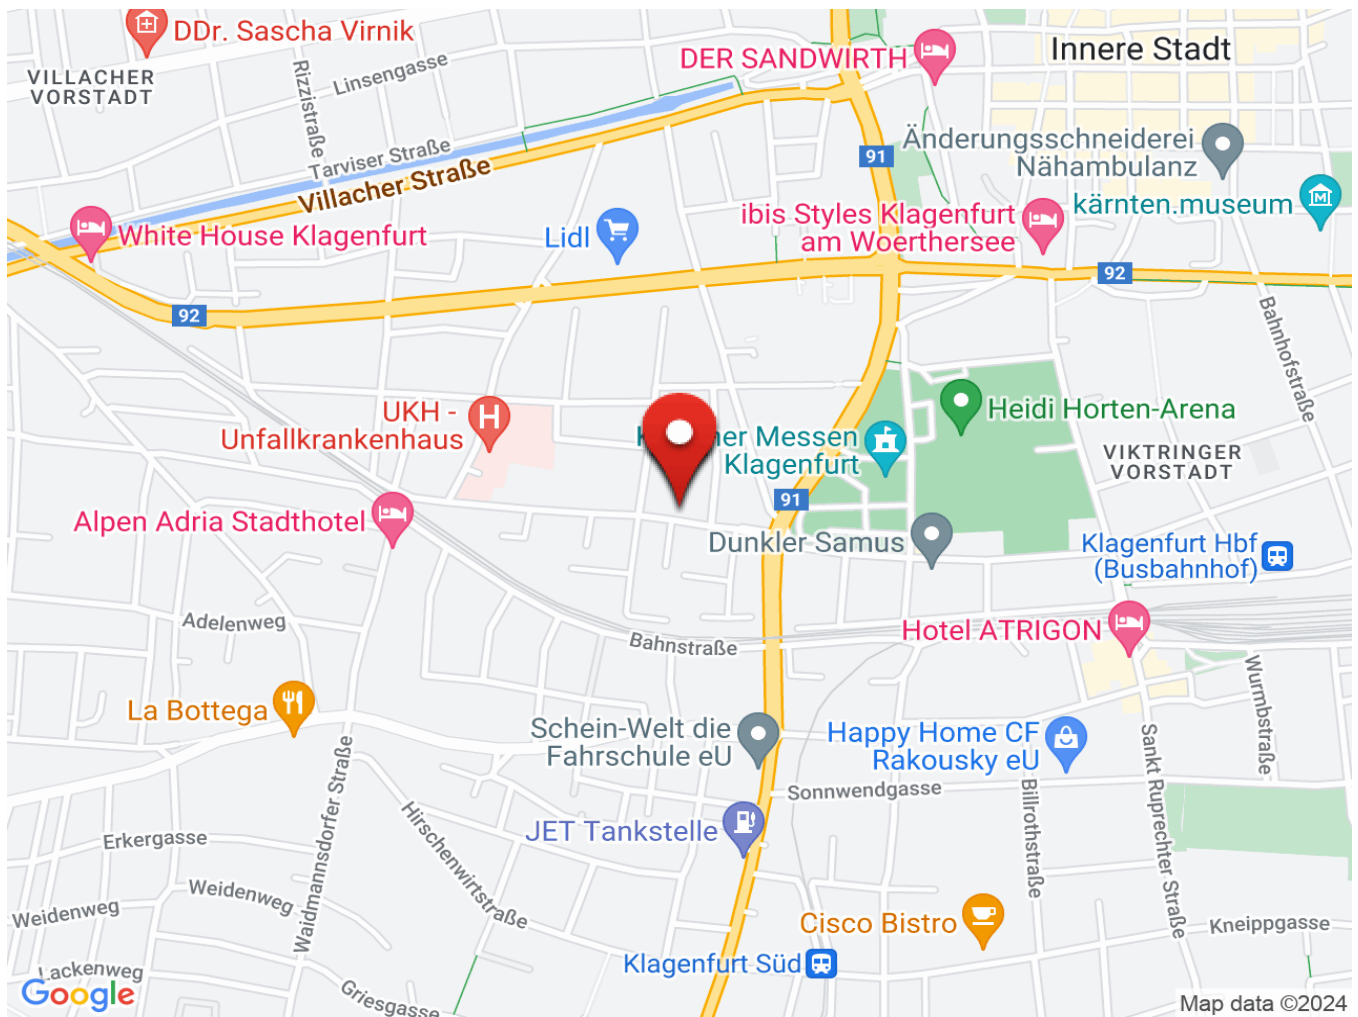 DDr. Sascha Virnik
VILLACHER
VORSTADT
Rizzistraße
Linsengasse
DER SANDWIRTH
Innere Stadt
Tarviser Straße
Villacher Straße
91
Änderungsschneiderei
Nähambulanz
kärnten.museum
ibis Styles Klagenfurt
am Woerthersee
White House Klagenfurt
Lidl
92
92
Bahnhofstraße
UKH -
Unfallkrankenhaus
Messen
Klagenfurt
Heidi Horten-Arena
VIKTRINGER
VORSTADT
91
Alpen Adria Stadthotel
Dunkler Samus
Klagenfurt Hbf
(Busbahnhof)
Adelenweg
Bahnstraße
Hotel ATRIGON
Wurmbstraße
La Bottega
Schein-Welt die
Fahrschule eU
Happy Home CF
Rakousky eU
Sankt Ruprechter Straße
Waidmannsdorfer Straße
Sonnwendgasse
Billrothstraße
Hirschenwirtstraße
JET Tankstelle
Erkergasse
Weidenweg
Weidenweg
Cisco Bistro
Kneippgasse
Klagenfurt Süd
Lackenweg
Griesgasse
Google
Map data ©2024